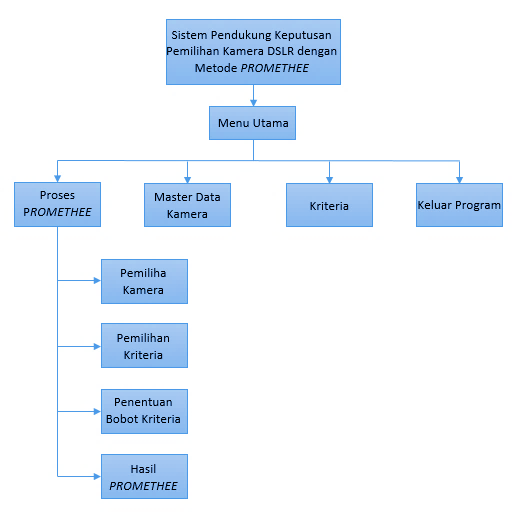 Sistem Pendukung Keputusan
Pemilihan Kamera DSLR dengan
Metode PROMETHEE
Menu Utama
Proses
PROMETHEE
Master Data
Kamera
Kriteria
Keluar Program
Pemiliha
Kamera
Pemilihan
Kriteria
Penentuan
Bobot Kriteria
Hasil
PROMETHEE